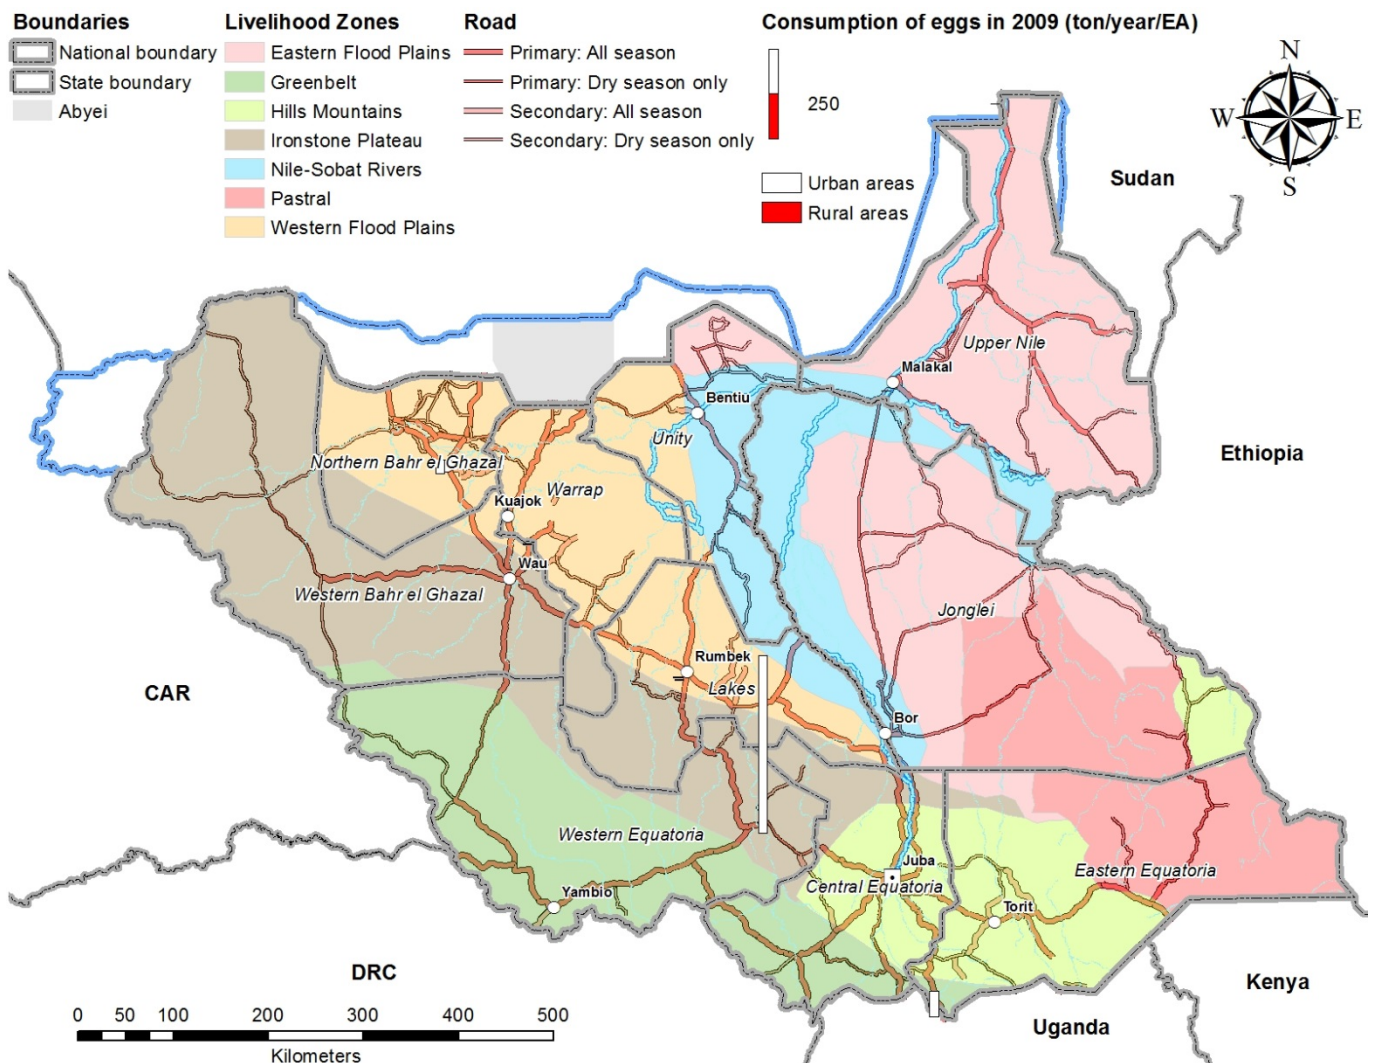 Boundaries
National boundary
State boundary
Abyei
Livelihood Zones
Eastern Flood Plains
Greenbelt
Hills Mountains
Ironstone Plateau
Nile-Sobat Rivers
Pastral
Western Flood Plains
Road
Primary: All season
Primary: Dry season only
Secondary: All season
Secondary: Dry season only
Consumption of eggs in 2009 (ton/year/EA)
250
Urban areas
Rural areas
N
W
E
S
Sudan
Upper Nile
Malakal
Bentiu
Unity
Ethiopia
Northern Bahr el Ghazal
Warrap
Kuajok
Wau
Western Bahr el Ghazal
Jonglei
Rumbek
Lakes
CAR
Bor
Western Equatoria
Juba
Central Equatoria
Eastern Equatoria
Yambio
Torit
DRC
Kenya
Uganda
0 50 100 200 300 400 500
Kilometers